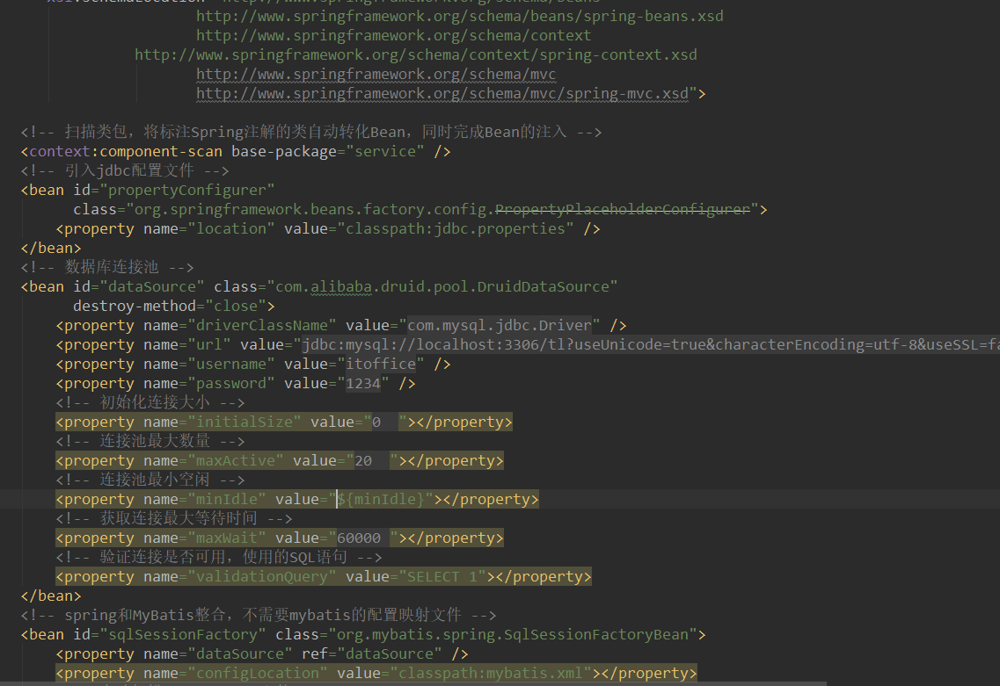 http://www.springframework.org/schema/beans/spring-beans.xsd
http://www.springframework.org/schema/context
http://www.springframework.org/schema/context/spring-context.xsd
http://www.springframework.org/schema/mvc
http://www.springframework.org/schema/mvc/spring-mvc.xsd">
<!-- 扫描类包，将标注Spring注解的类自动转化Bean，同时完成Bean的注入 -->
<context:component-scan base-package="service" />
<!-- 引入jdbc配置文件 -->
<bean id="propertyConfigurer"
class="org.springframework.beans.factory.config.PropertyPlaceholderConfigurer">
<property name="location" value="classpath:jdbc.properties" />
</bean>
<!-- 数据库连接池 -->
<bean id="dataSource" class="com.alibaba.druid.pool.DruidDataSource"
destroy-method="close">
<property name="driverClassName" value="com.mysql.jdbc.Driver" />
<property name="url" value="jdbc:mysql://localhost:3306/tl?useUnicode=true&characterEncoding=utf-8&useSSL=fa
<property name="username" value="itoffice" />
<property name="password" value="1234" />
<!-- 初始化连接大小 -->
<property name="initialSize" value="0  "></property>
<!-- 连接池最大数量 -->
<property name="maxActive" value="20  "></property>
<!-- 连接池最小空闲 -->
<property name="minIdle" value="${minIdle}"></property>
<!-- 获取连接最大等待时间 -->
<property name="maxWait" value="60000 "></property>
<!-- 验证连接是否可用，使用的SQL语句 -->
<property name="validationQuery" value="SELECT 1"></property>
</bean>
<!-- spring和MyBatis整合，不需要mybatis的配置映射文件 -->
<bean id="sqlSessionFactory" class="org.mybatis.spring.SqlSessionFactoryBean">
<property name="dataSource" ref="dataSource" />
<property name="configLocation" value="classpath:mybatis.xml"></property>